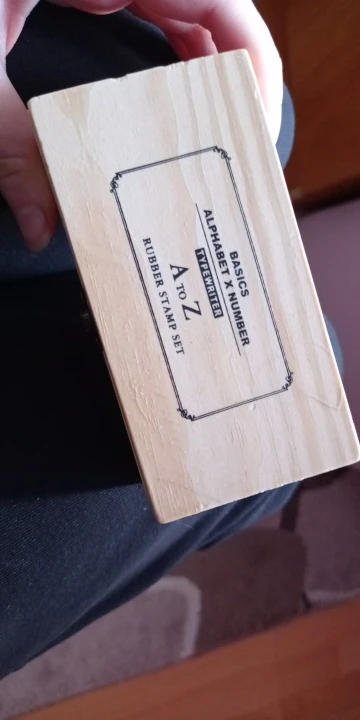 BASICS
ALPHABET X NUMBER
TYPEWRITER
A TO Z
RUBBER STAMP SET